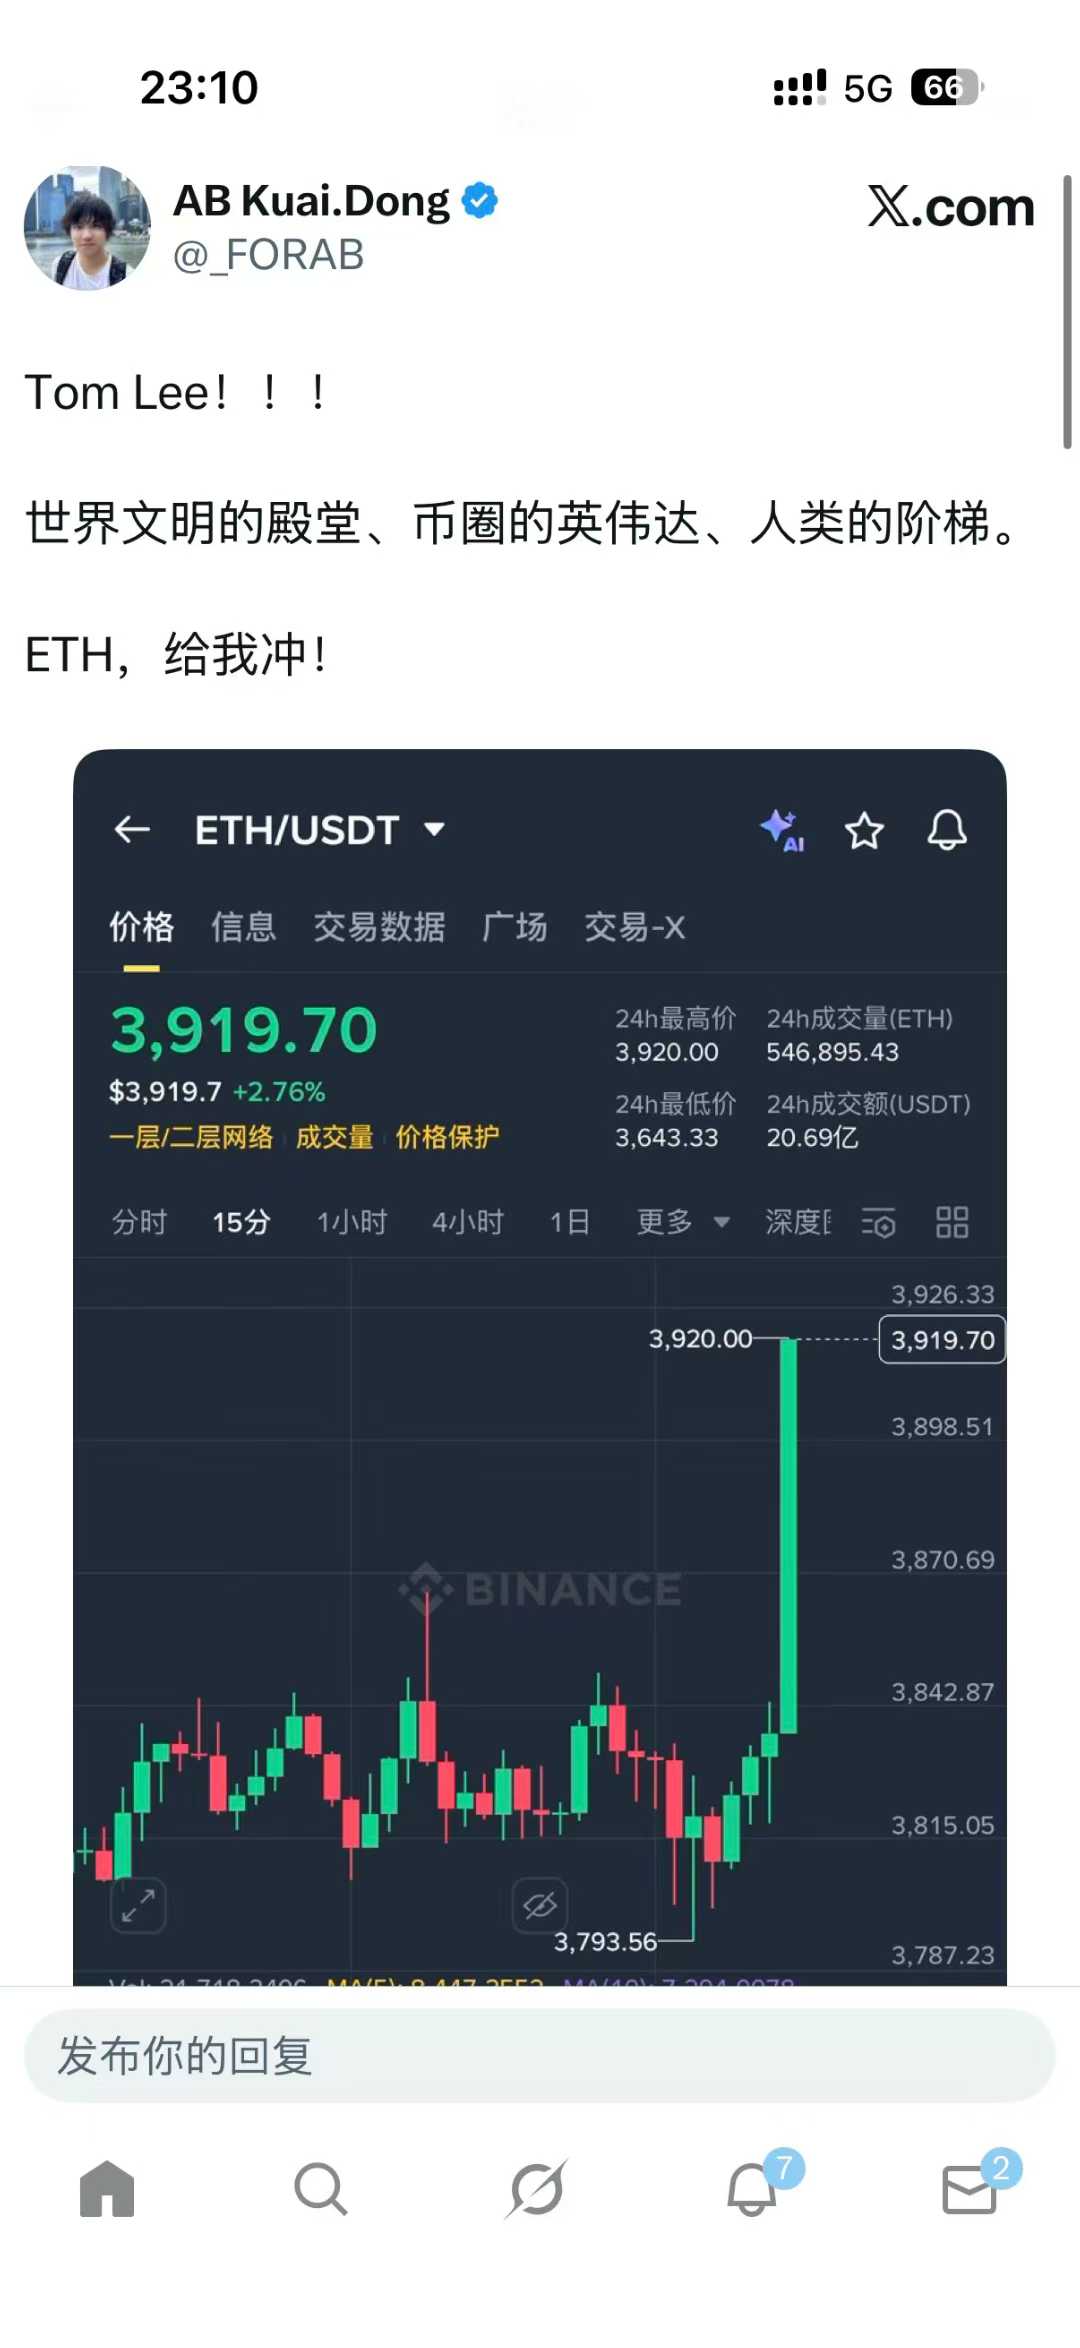 23:10
5G 66
AB Kuai.Dong
X.com
@_FORAB
Tom Lee！！！
世界文明的殿堂、币圈的英伟达、人类的阶梯。
ETH，给我冲！
ETH/USDT
AI
价格 信息 交易数据 广场 交易-X
3,919.70
$3,919.7 +2.76%
一层/二层网络 成交量 价格保护
24h最高价 24h成交量(ETH)
3,920.00 546,895.43
24h最低价 24h成交额(USDT)
3,643.33 20.69亿
分时 15分 1小时 4小时 1日 更多 深度
3,926.33
3,920.00
3,919.70
3,898.51
3,870.69
BINANCE
3,842.87
3,815.05
3,793.56
3,787.23
发布你的回复
7
2